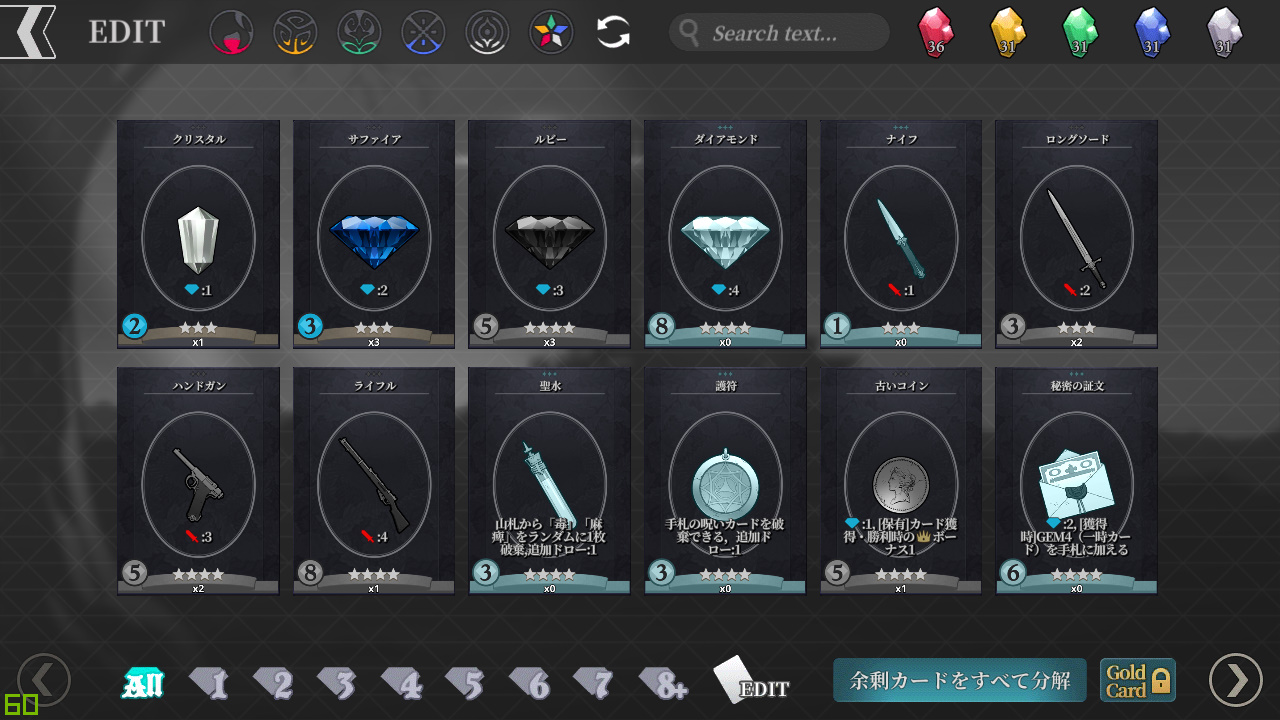 EDIT
Search text...
36
31
31
31
31
クリスタル
:1
2
x1
サファイア
:2
3
x3
ルビー
:3
5
x3
ダイアモンド
:4
8
x0
ナイフ
:1
1
x0
ロングソード
:2
3
x2
ハンドガン
:3
5
x2
ライフル
:4
8
x1
聖水
山札から「毒」「麻
痺」をランダムに1枚
破棄,追加ドロー:1
3
x0
護符
手札の呪いカードを破
棄できる，追加ド
ロー:1
3
x0
古いコイン
:1, [保有]カード獲
得・勝利時の ボー
ナス1
5
x1
秘密の証文
:2, [獲得
時]GEM4（一時カー
ド）を手札に加える
6
x0
All
1
2
3
4
5
6
7
8+
EDIT
余剰カードをすべて分解
Gold
Card
60